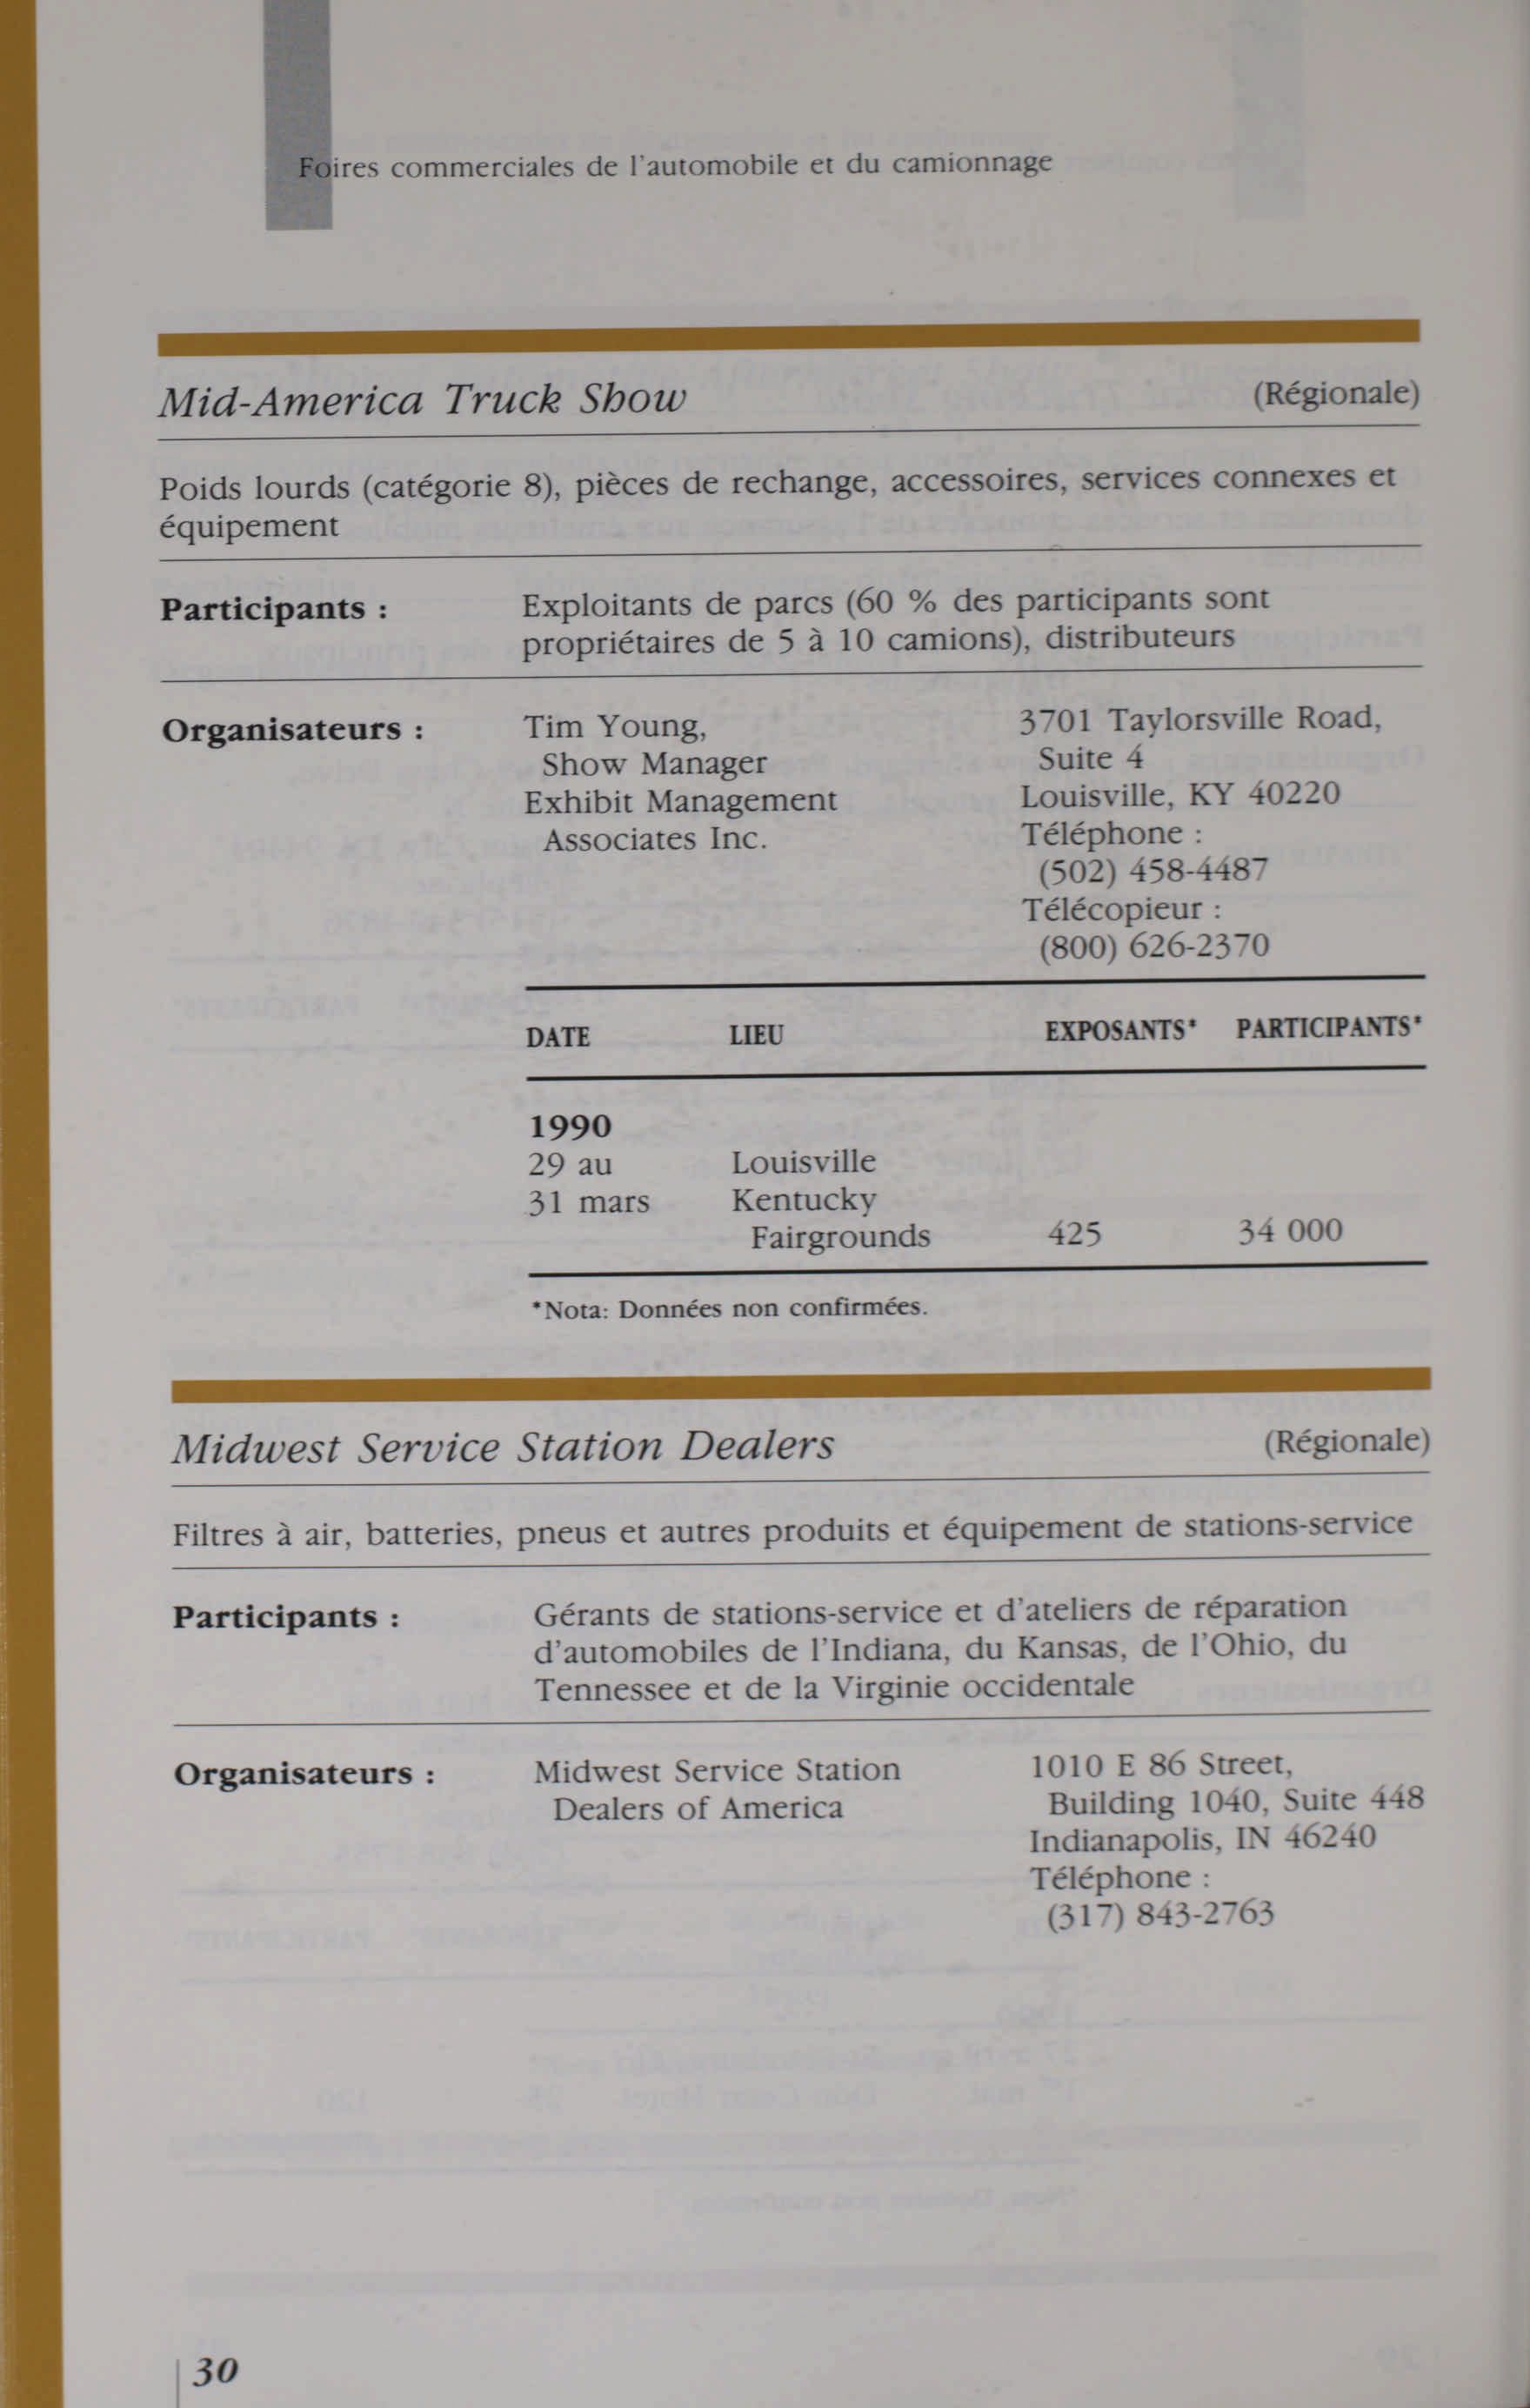 Foires commerciales de l'automobile et du camionnage
Mid-America Truck Show (Régionale)
Poids lourds (catégorie 8), pièces de rechange, accessoires, services connexes et
équipement
Participants : Exploitants de parcs (60 % des participants sont
propriétaires de 5 à 10 camions), distributeurs
Organisateurs : Tim Young, 3701 Taylorsville Road,
Show Manager Suite 4
Exhibit Management Louisville, KY 40220
Associates Inc. Téléphone :
(502) 458-4487
Télécopieur :
(800) 626-2370
DATE LIEU EXPOSANTS* PARTICIPANTS*
1990
29 au Louisville
31 mars Kentucky
Fairgrounds 425 34 000
*Nota: Données non confirmées.
Midwest Service Station Dealers (Régionale)
Filtres à air, batteries, pneus et autres produits et équipement de stations-service
Participants : Gérants de stations-service et d'ateliers de réparation
d'automobiles de l'Indiana, du Kansas, de l'Ohio, du
Tennessee et de la Virginie occidentale
Organisateurs : Midwest Service Station 1010 E 86 Street,
Dealers of America Building 1040, Suite 448
Indianapolis, IN 46240
Téléphone :
(317) 843-2763
30